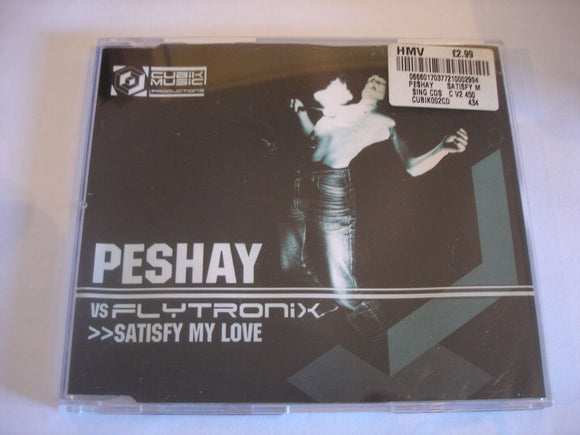 CUBIK
MUSIC
PRODUCTIONS
HMV £2.99
06660170377210002994
PESHAY SATISFY M
SING CDS C V2 450
CUBIK002CD 434
PESHAY
VS FLYTRONIX
>>SATISFY MY LOVE